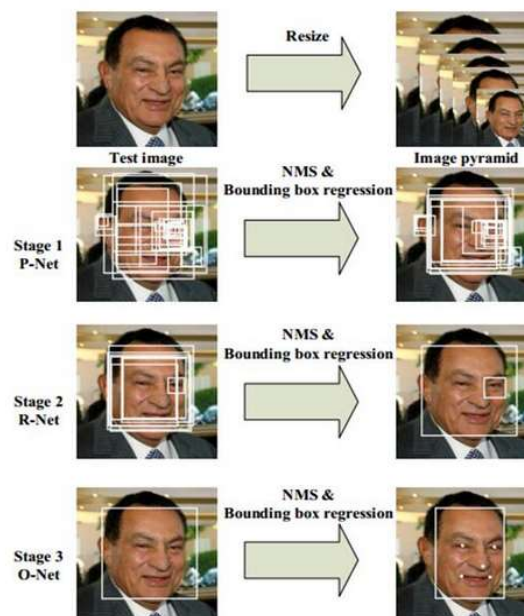 Resize
Test image
Image pyramid
NMS &
Bounding box regression
Stage 1
P-Net
NMS &
Bounding box regression
Stage 2
R-Net
NMS &
Bounding box regression
Stage 3
O-Net